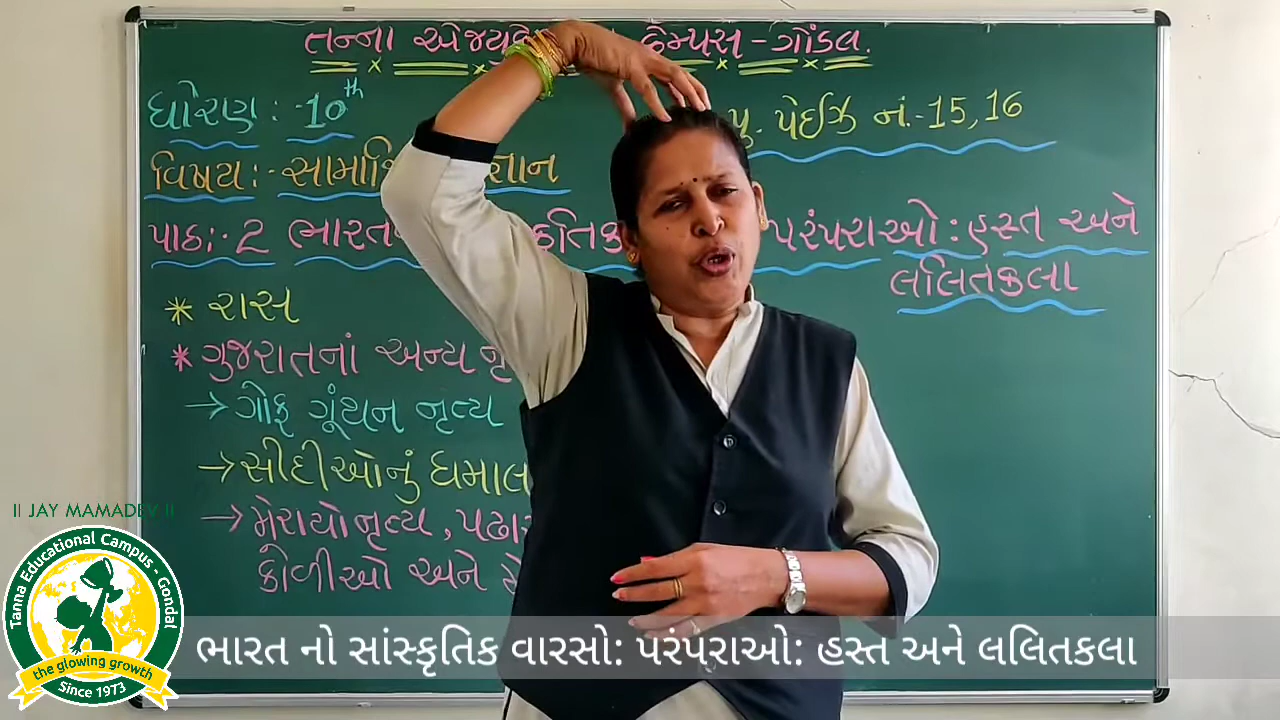 તન્ના એજ્યુ કેમ્પસ - ગોંડલ.
ધોરણ :- 10th
પેઈઝ નં.-15,16
વિષય :- સામાજિ જ્ઞાન
પાઠ:- 2 ભારત પરંપરાઓ : હસ્ત અને
લલિતકલા
* રાસ
* ગુજરાતનાં અન્ય નૃ
→ ગોફ ગૂંથન નૃત્ય
→ સીદીઓનું ધમાલ
→ મેરાયો નૃત્ય , પઢાર
કોળીઓ અને
II JAY MAMADEV II
Tanna Educational Campus - Gondal
the glowing growth
Since 1973
ભારત નો સાંસ્કૃતિક વારસો: પરંપરાઓ: હસ્ત અને લલિતકલા